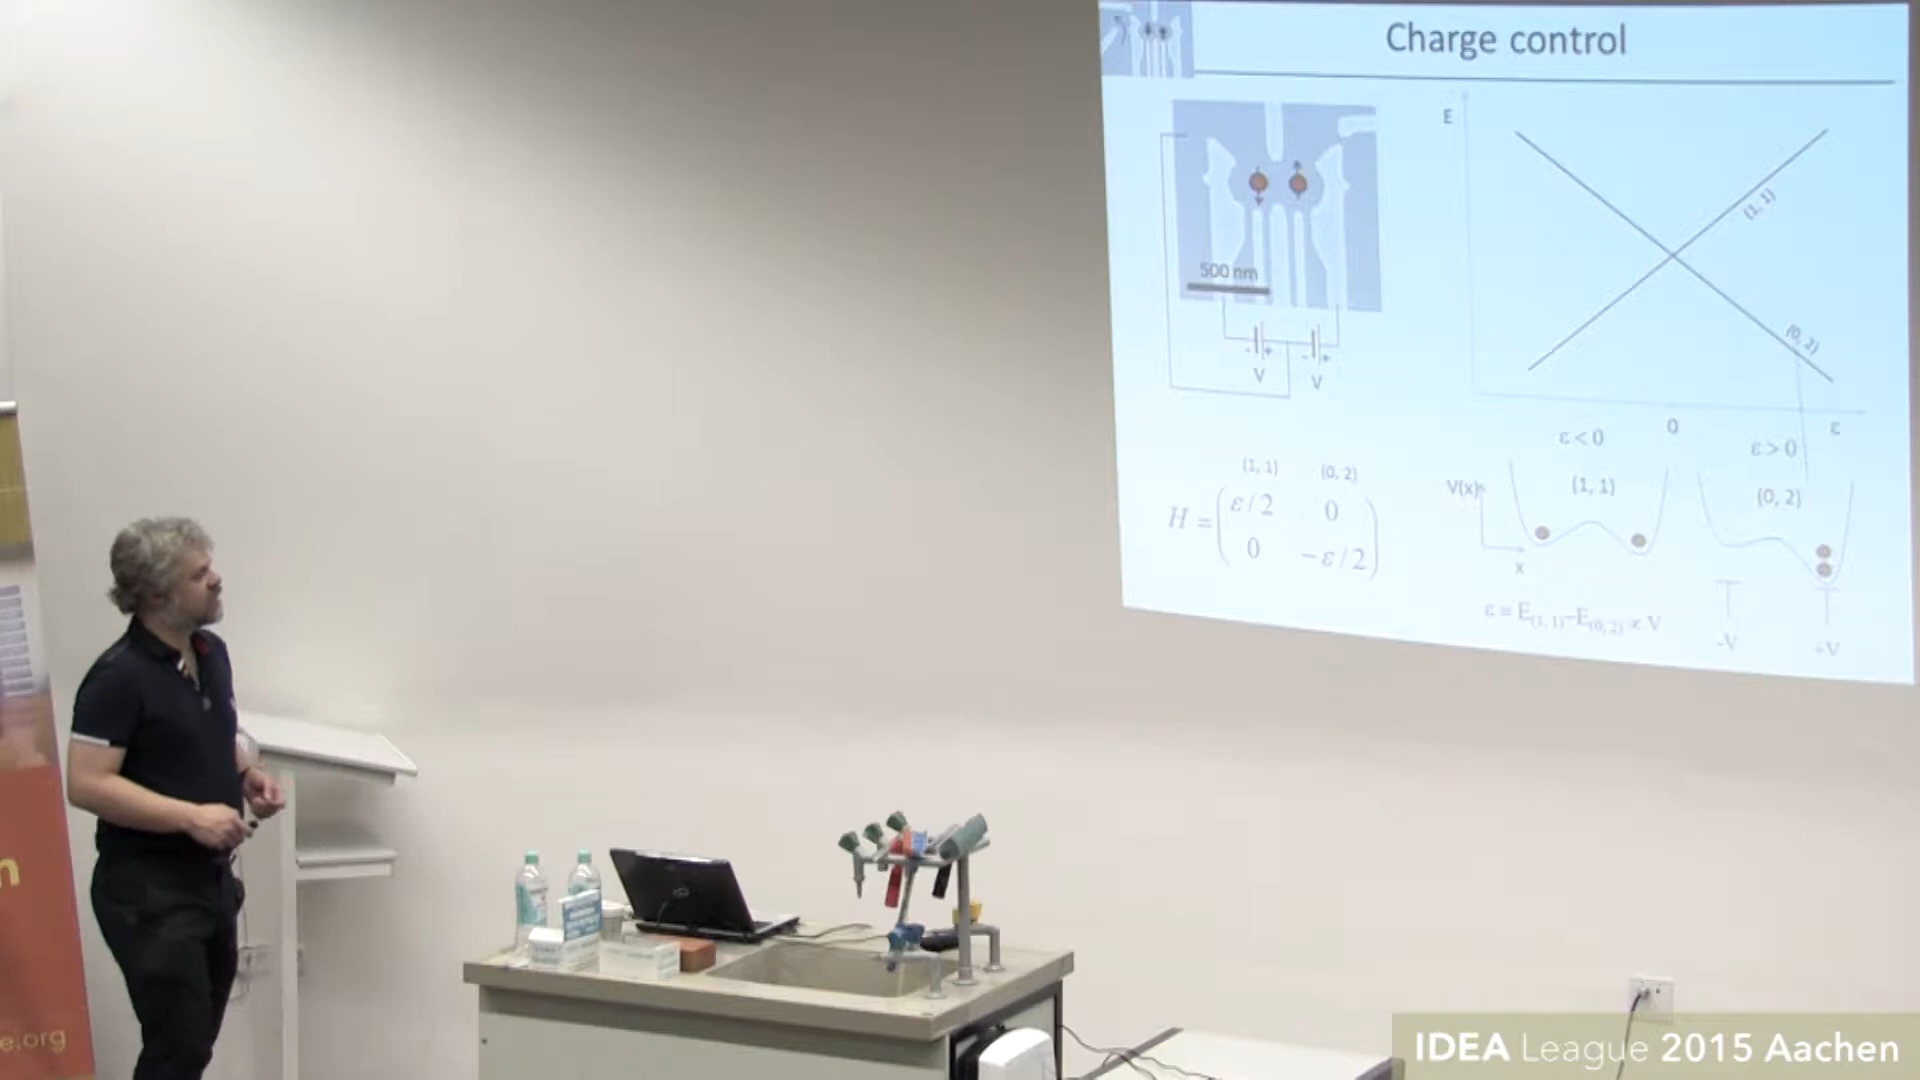 Charge control
E
(1, 1)
500 nm
(0, 2)
- +
- +
V
V
0
ε
ε < 0
ε > 0
(1, 1) (0, 2)
V(x)
(1, 1)
(0, 2)
H = ( ε / 2 0
0 − ε / 2 )
x
ε = E(1, 1)−E(0, 2) ∝ V
-V
+V
n
e.org
IDEA League 2015 Aachen